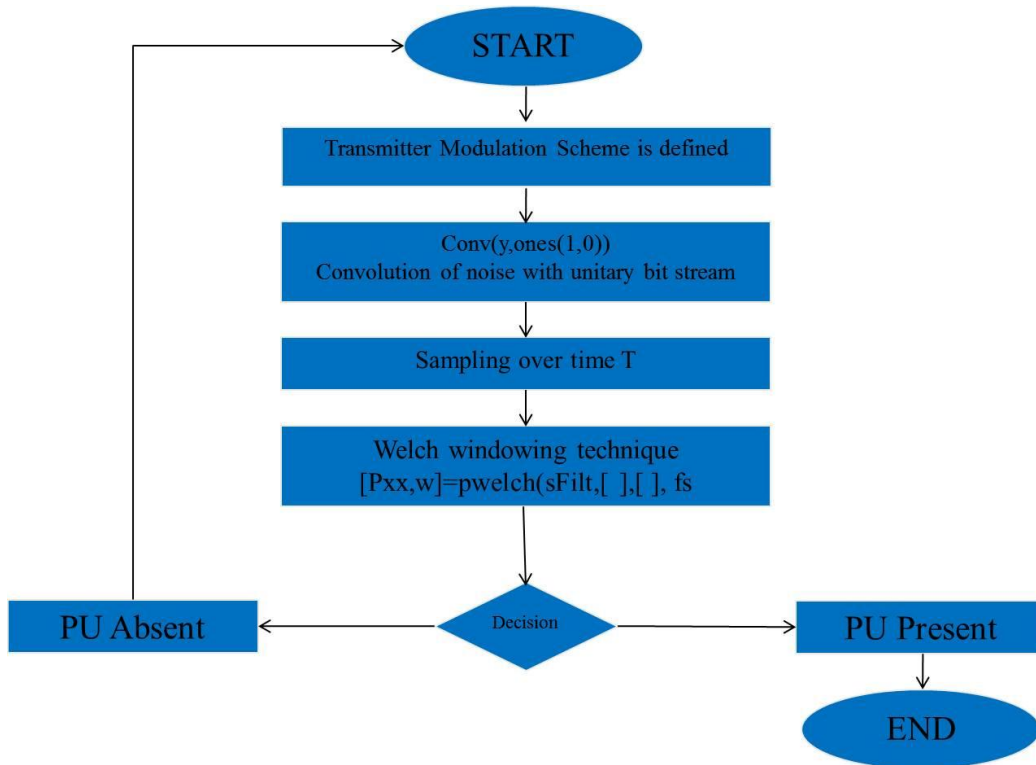 START
Transmitter Modulation Scheme is defined
Conv(y,ones(1,0))
Convolution of noise with unitary bit stream
Sampling over time T
Welch windowing technique
[Pxx,w]=pwelch(sFilt,[ ],[ ], fs
Decision
PU Absent
PU Present
END